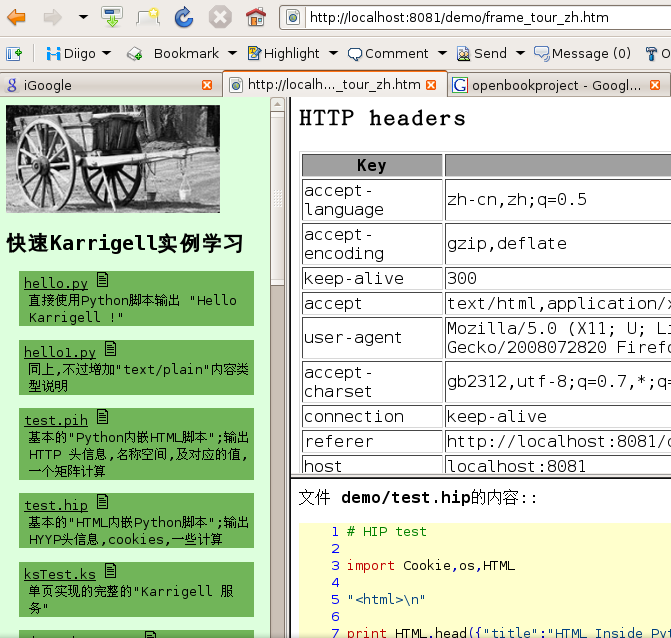 http://localhost:8081/demo/frame_tour_zh.htm
Diigo Bookmark Highlight Comment Send Message (0)
iGoogle http://localh..._tour_zh.htm openbookproject - Googl...
快速Karrigell实例学习
hello.py
直接使用Python脚本输出 "Hello
Karrigell !"
hello1.py
同上,不过增加"text/plain"内容类
型说明
test.pih
基本的"Python内嵌HTML脚本";输出
HTTP 头信息,名称空间,及对应的值,
一个矩阵计算
test.hip
基本的"HTML内嵌Python脚本";输出
HYYP头信息,cookies,一些计算
ksTest.ks
单页实现的完整的"Karrigell 服
务"
HTTP headers
Key
accept-
language
zh-cn,zh;q=0.5
accept-
encoding
gzip,deflate
keep-alive 300
accept text/html,application/x
user-agent
Mozilla/5.0 (X11; U; Li
Gecko/2008072820 Firefo
accept-
charset
gb2312,utf-8;q=0.7,*;q=
connection keep-alive
referer http://localhost:8081/
host localhost:8081
文件 demo/test.hip的内容::
1 # HIP test
2
3 import Cookie,os,HTML
4
5 "<html>\n"
6
7 print HTML.head({"title":"HTML Inside Pyt